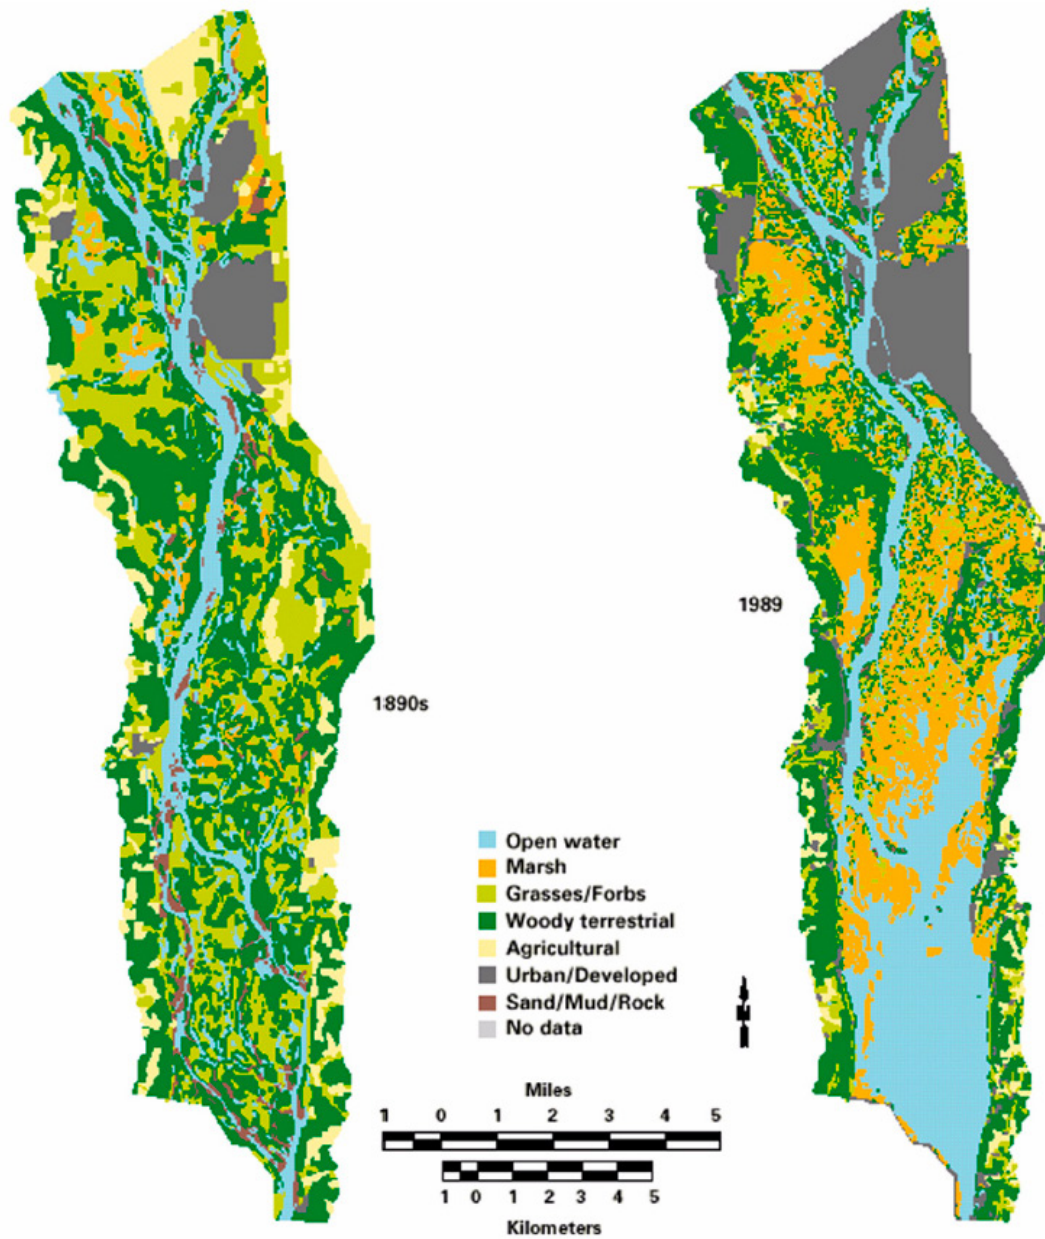 1989
1890s
Open water
Marsh
Grasses/Forbs
Woody terrestrial
Agricultural
Urban/Developed
Sand/Mud/Rock
No data
Miles
1 0 1 2 3 4 5
1 0 1 2 3 4 5
Kilometers